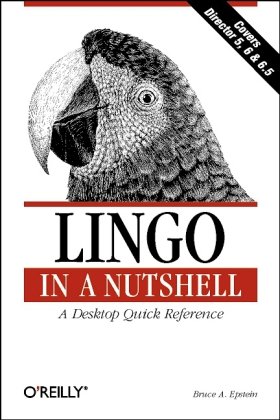 Covers
Director 5, 6 & 6.5
LINGO
IN A NUTSHELL
A Desktop Quick Reference
O'REILLY®
Bruce A. Epstein